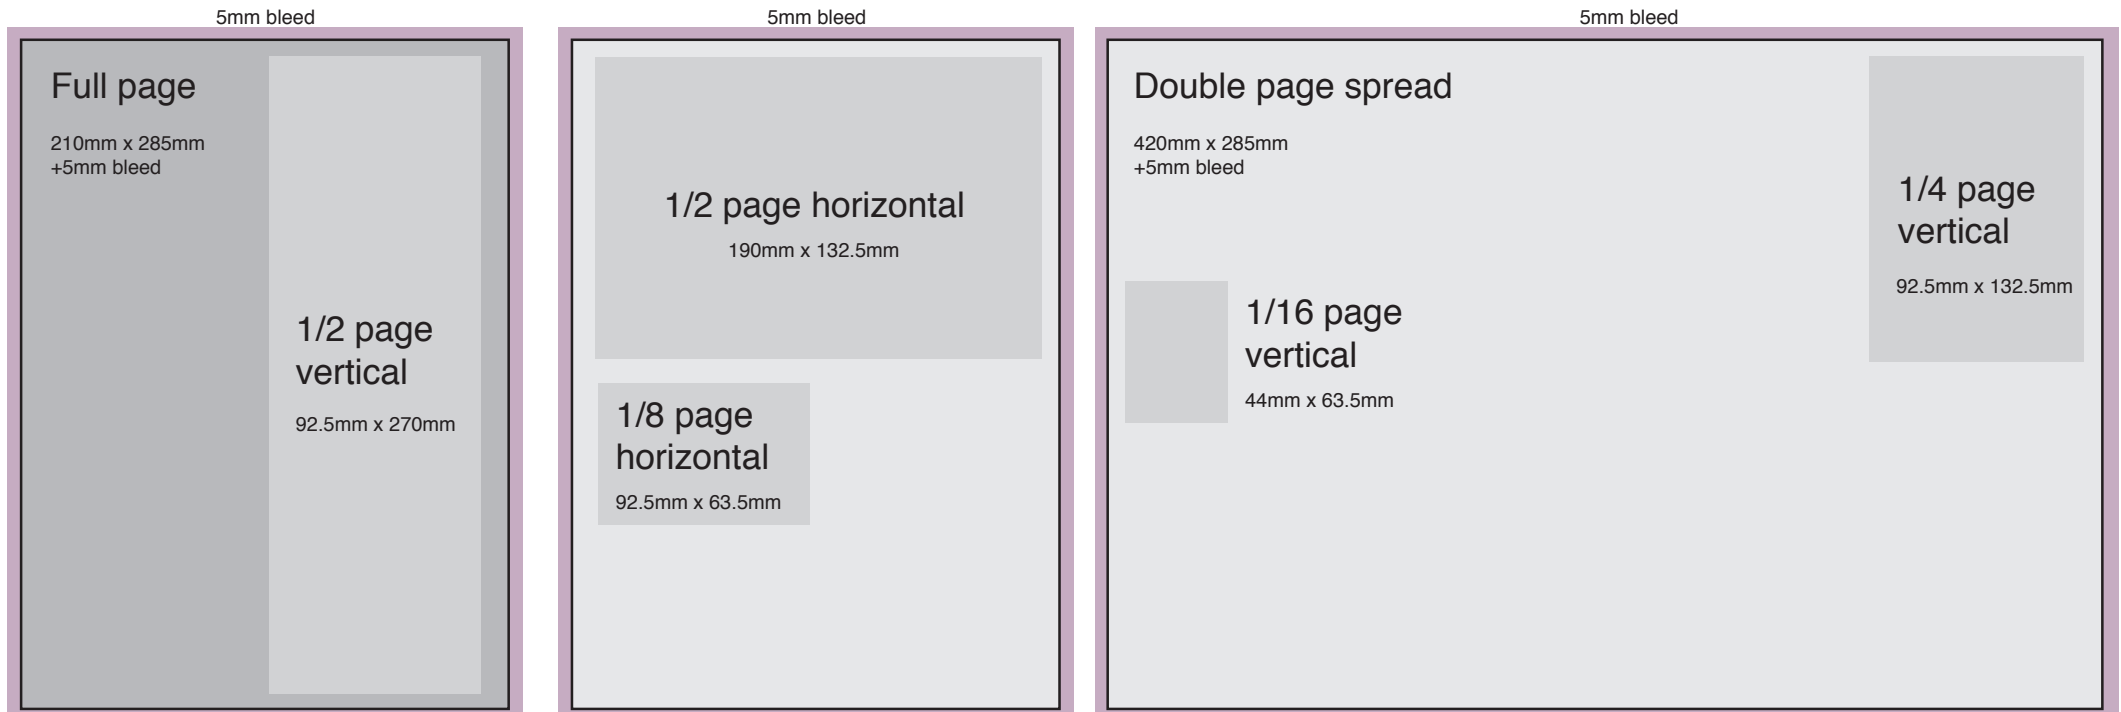 5mm bleed
Full page
210mm x 285mm
+5mm bleed
1/2 page
vertical
92.5mm x 270mm
5mm bleed
1/2 page horizontal
190mm x 132.5mm
1/8 page
horizontal
92.5mm x 63.5mm
5mm bleed
Double page spread
420mm x 285mm
+5mm bleed
1/16 page
vertical
44mm x 63.5mm
1/4 page
vertical
92.5mm x 132.5mm